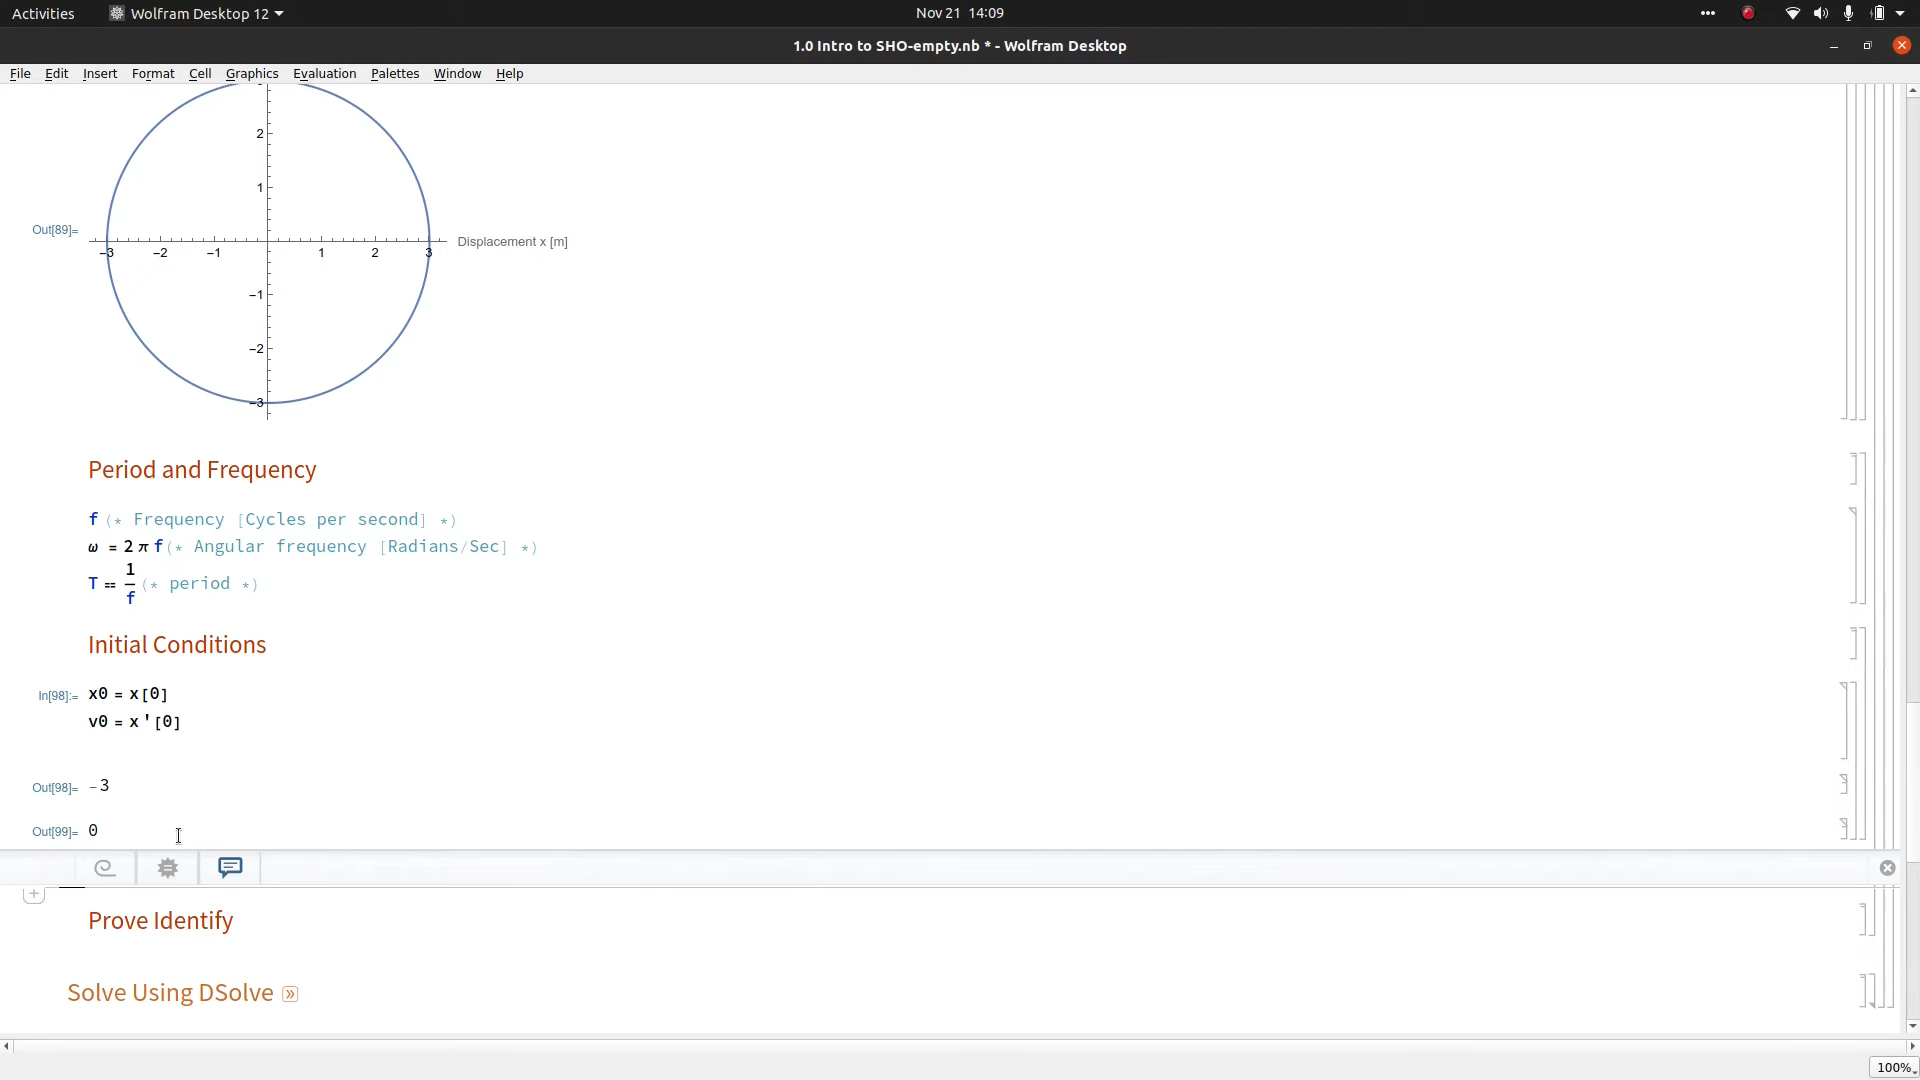 Activities
Wolfram Desktop 12
Nov 21 14:09
1.0 Intro to SHO-empty.nb * - Wolfram Desktop
File Edit Insert Format Cell Graphics Evaluation Palettes Window Help
2
1
Out[89]=
-3 -2 -1 1 2 3
Displacement x [m]
-1
-2
-3
Period and Frequency
f (* Frequency [Cycles per second] *)
ω = 2 π f (* Angular frequency [Radians/Sec] *)
T == 1/f (* period *)
Initial Conditions
In[98]:= x0 = x[0]
v0 = x'[0]
Out[98]= -3
Out[99]= 0
Prove Identify
Solve Using DSolve »
100%